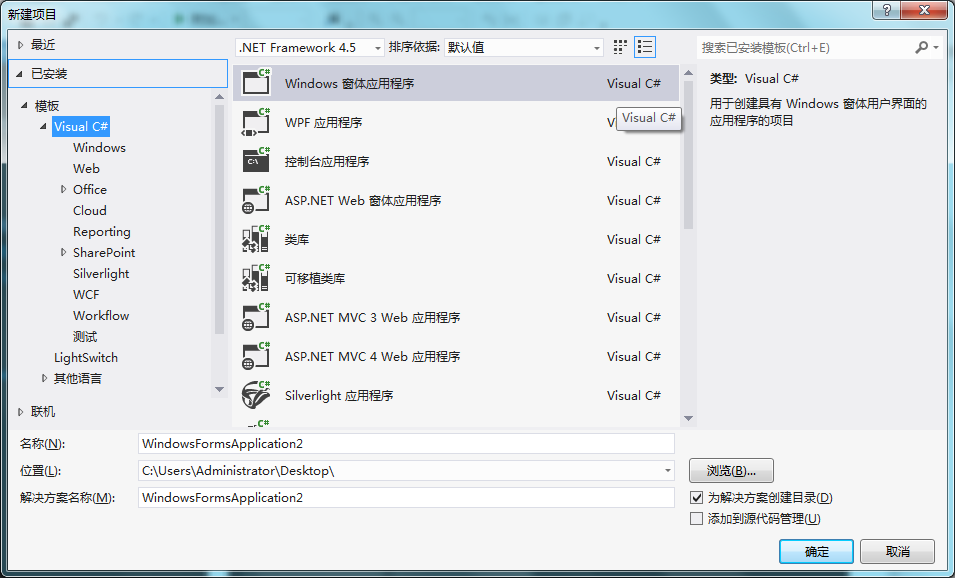 新建项目
最近
已安装
模板
Visual C#
Windows
Web
Office
Cloud
Reporting
SharePoint
Silverlight
WCF
Workflow
测试
LightSwitch
其他语言
联机
.NET Framework 4.5 排序依据: 默认值
Windows 窗体应用程序 Visual C#
WPF 应用程序 V
Visual C#
控制台应用程序 Visual C#
ASP.NET Web 窗体应用程序 Visual C#
类库 Visual C#
可移植类库 Visual C#
ASP.NET MVC 3 Web 应用程序 Visual C#
ASP.NET MVC 4 Web 应用程序 Visual C#
Silverlight 应用程序 Visual C#
搜索已安装模板(Ctrl+E)
类型: Visual C#
用于创建具有 Windows 窗体用户界面的
应用程序的项目
名称(N): WindowsFormsApplication2
位置(L): C:\Users\Administrator\Desktop\ 浏览(B)...
解决方案名称(M): WindowsFormsApplication2
为解决方案创建目录(D)
添加到源代码管理(U)
确定 取消